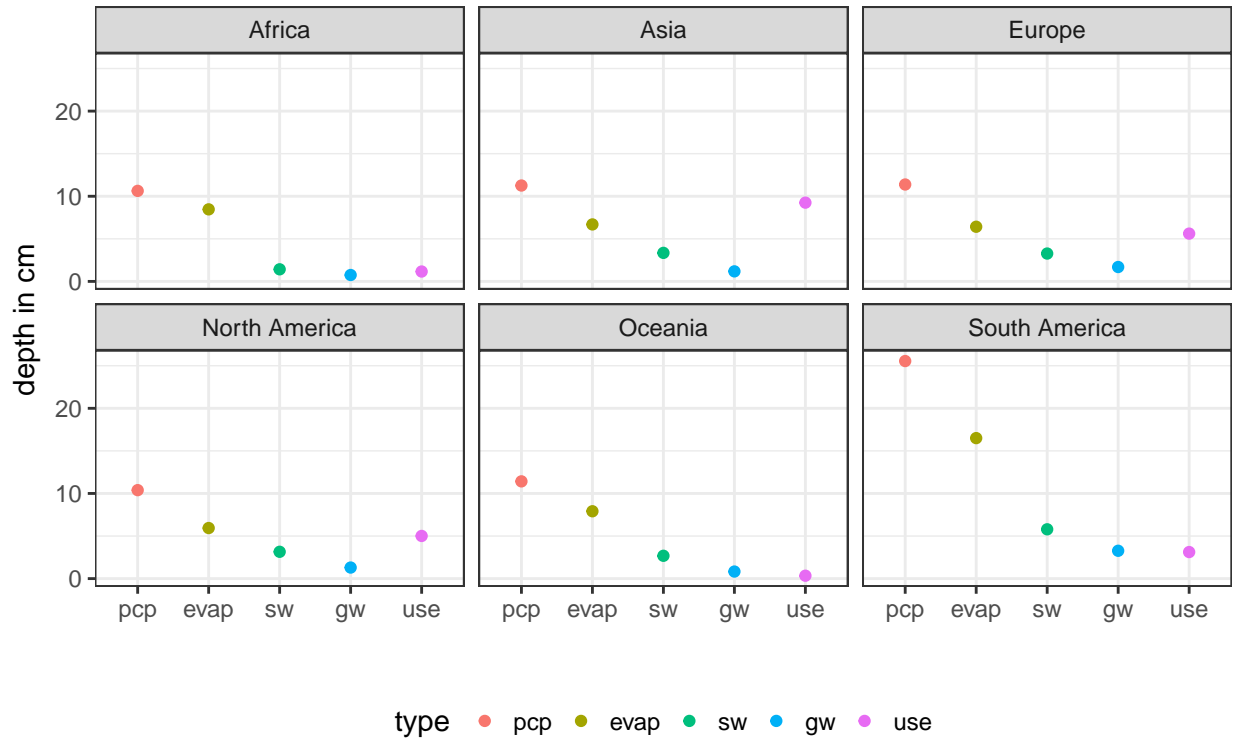 Africa Asia Europe
20
10
0
depth in cm
North America Oceania South America
20
10
0
pcp evap sw gw use pcp evap sw gw use pcp evap sw gw use
type pcp evap sw gw use